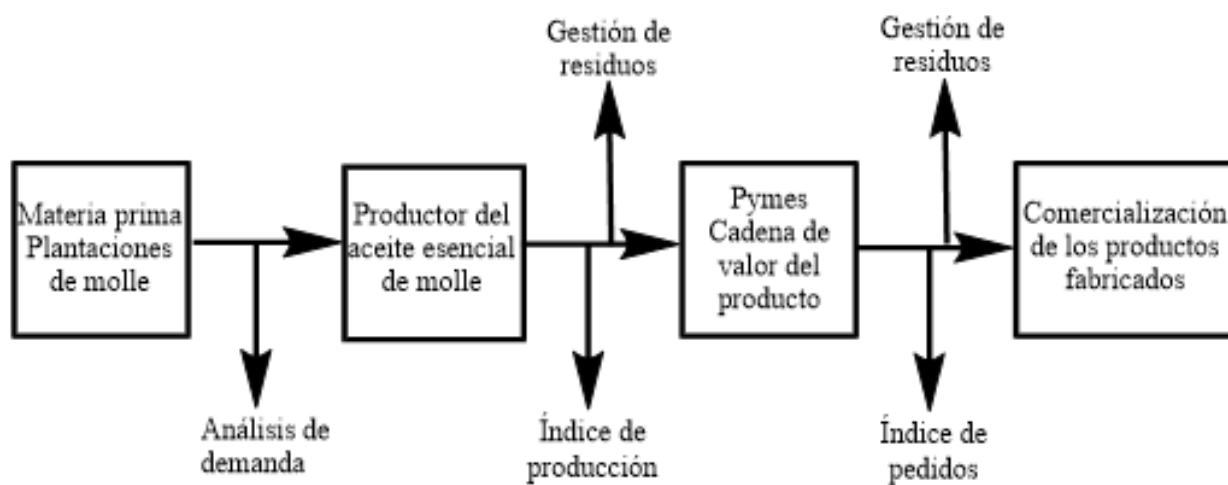 Gestión de
residuos
Gestión de
residuos
Materia prima
Plantaciones
de molle
Productor del
aceite esencial
de molle
Pymes
Cadena de
valor del
producto
Comercialización
de los productos
fabricados
Análisis de
demanda
Índice de
producción
Índice de
pedidos